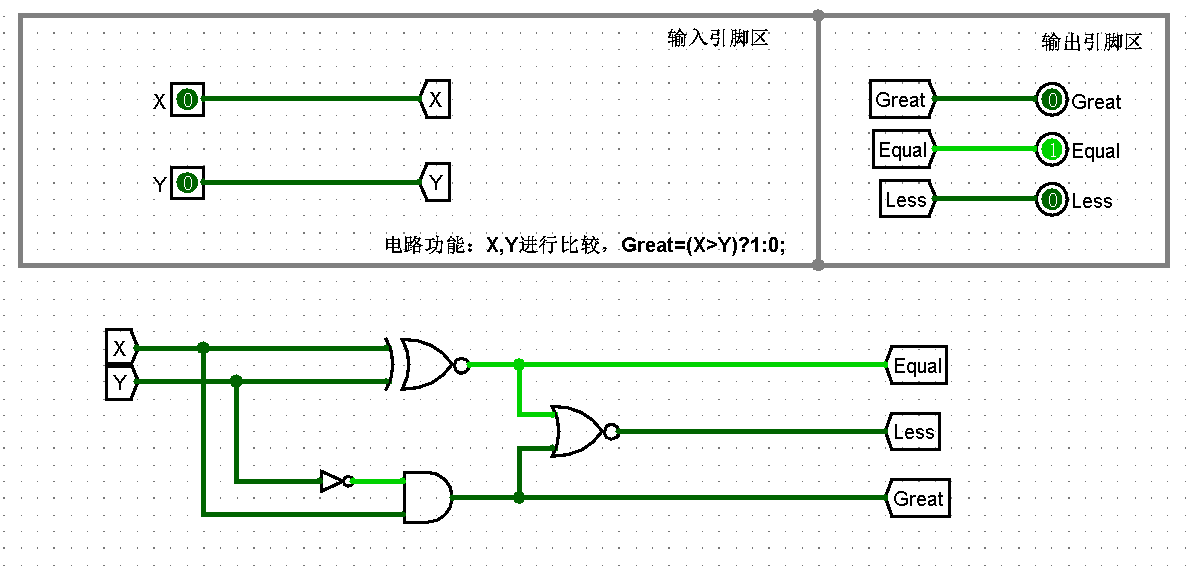 输入引脚区
X 0 X
Y 0 Y
电路功能：X,Y进行比较，Great=(X>Y)?1:0;
输出引脚区
Great 0 Great
Equal 1 Equal
Less 0 Less
X
Y
Equal
Less
Great